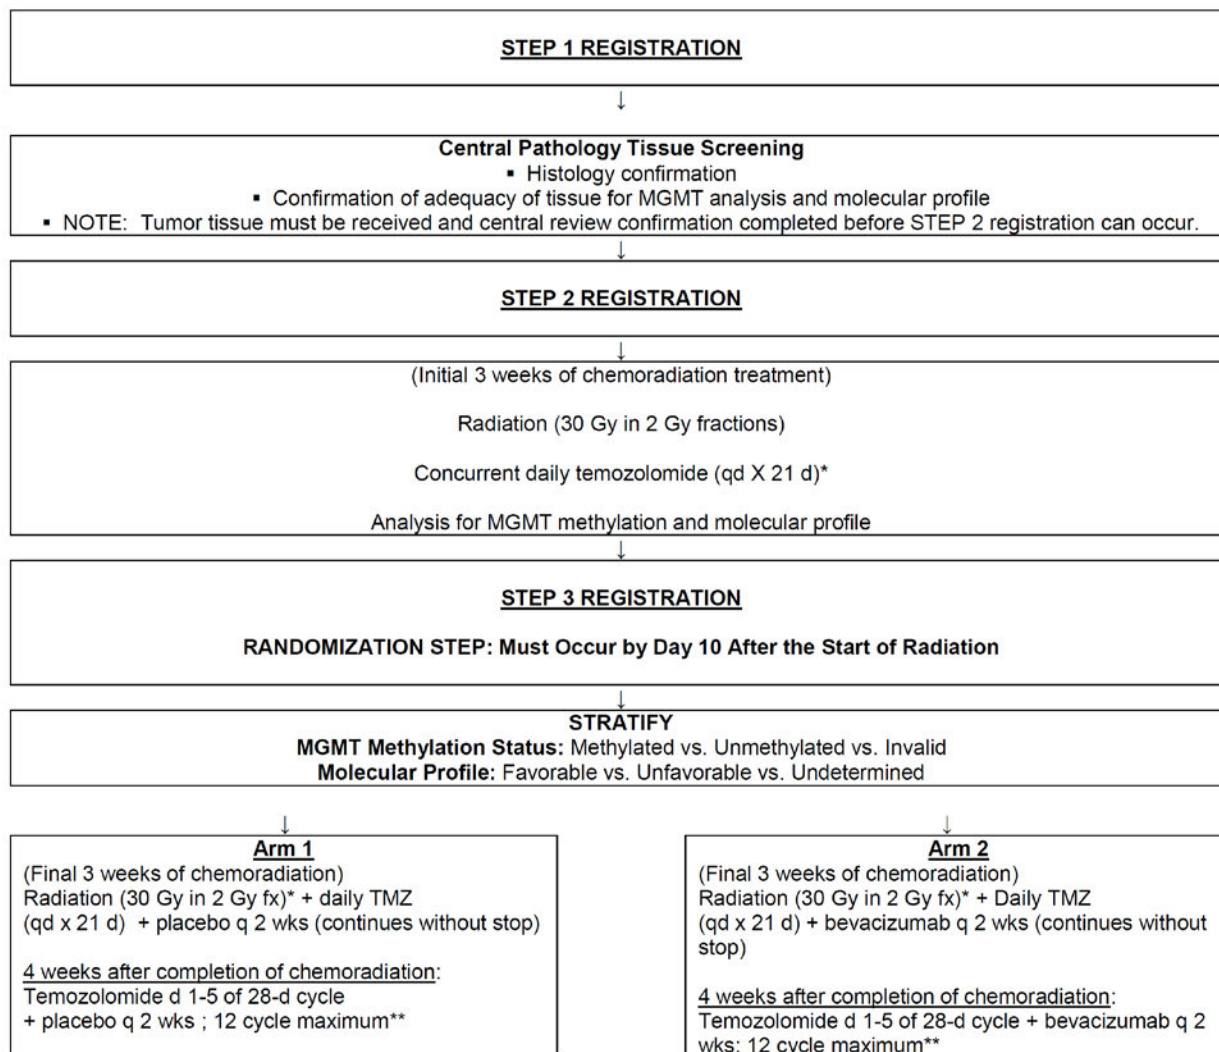 STEP 1 REGISTRATION
↓
Central Pathology Tissue Screening
▪ Histology confirmation
▪ Confirmation of adequacy of tissue for MGMT analysis and molecular profile
▪ NOTE: Tumor tissue must be received and central review confirmation completed before STEP 2 registration can occur.
↓
STEP 2 REGISTRATION
↓
(Initial 3 weeks of chemoradiation treatment)
Radiation (30 Gy in 2 Gy fractions)
Concurrent daily temozolomide (qd X 21 d)*
Analysis for MGMT methylation and molecular profile
↓
STEP 3 REGISTRATION
RANDOMIZATION STEP: Must Occur by Day 10 After the Start of Radiation
↓
STRATIFY
MGMT Methylation Status: Methylated vs. Unmethylated vs. Invalid
Molecular Profile: Favorable vs. Unfavorable vs. Undetermined
↓
Arm 1
(Final 3 weeks of chemoradiation)
Radiation (30 Gy in 2 Gy fx)* + daily TMZ
(qd x 21 d) + placebo q 2 wks (continues without stop)
4 weeks after completion of chemoradiation:
Temozolomide d 1-5 of 28-d cycle
+ placebo q 2 wks ; 12 cycle maximum**
↓
Arm 2
(Final 3 weeks of chemoradiation)
Radiation (30 Gy in 2 Gy fx)* + Daily TMZ
(qd x 21 d) + bevacizumab q 2 wks (continues without
stop)
4 weeks after completion of chemoradiation:
Temozolomide d 1-5 of 28-d cycle + bevacizumab q 2
wks; 12 cycle maximum**